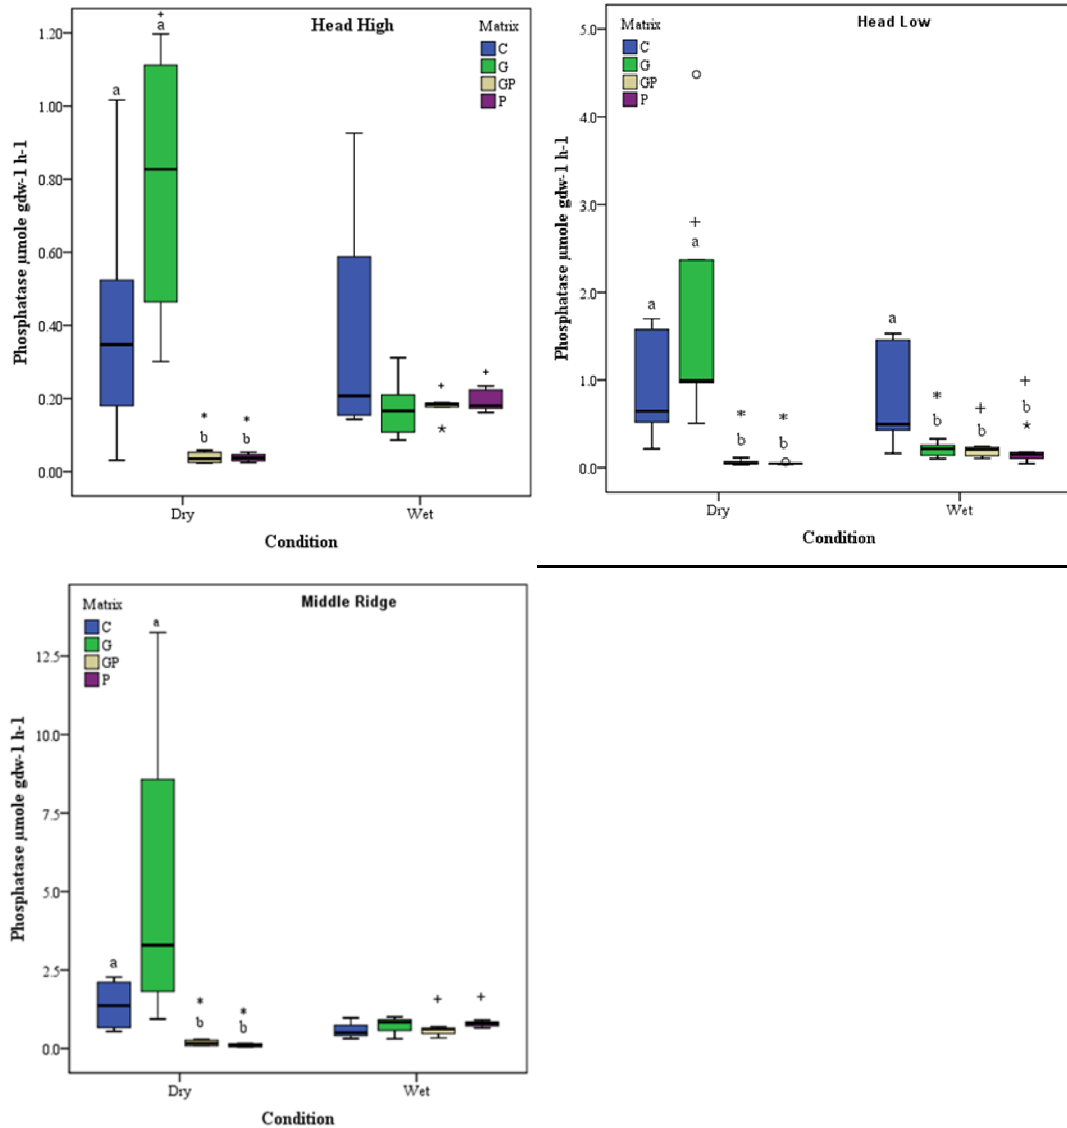 Head High
Matrix
C
G
GP
P
Phosphatase µmole gdw-1 h-1
1.20
1.00
0.80
0.60
0.40
0.20
0.00
a
+
a
*
b
*
b
+
*
+
Dry
Wet
Condition
Head Low
Matrix
C
G
GP
P
Phosphatase µmole gdw-1 h-1
5.0
4.0
3.0
2.0
1.0
0.0
a
+
a
*
b
*
b
a
*
b
+
b
+
b
*
Dry
Wet
Condition
Middle Ridge
Matrix
C
G
GP
P
Phosphatase µmole gdw-1 h-1
12.5
10.0
7.5
5.0
2.5
0.0
a
a
*
b
*
b
+
+
Dry
Wet
Condition